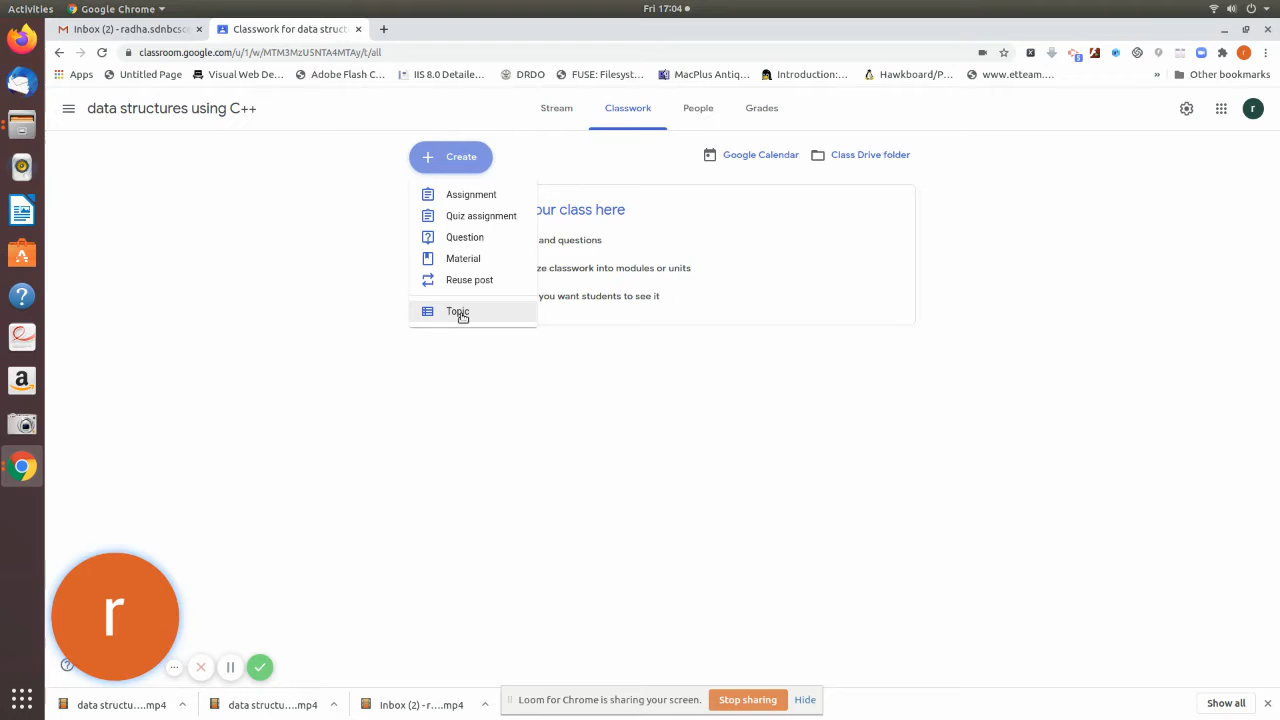 Activities
Google Chrome
Fri 17:04
Inbox (2) - radha.sdnbcsc
Classwork for data struct
classroom.google.com/u/1/w/MTM3MzU5NTA4MTAy/t/all
Apps
Untitled Page
Visual Web De...
Adobe Flash C...
IIS 8.0 Detaile...
DRDO
FUSE: Filesyst...
MacPlus Antiq...
Introduction:...
Hawkboard/P...
www.etteam....
»
Other bookmarks
data structures using C++
Stream
Classwork
People
Grades
r
Create
Google Calendar
Class Drive folder
Assignment
Quiz assignment
Question
Material
Reuse post
Topic
our class here
and questions
ze classwork into modules or units
you want students to see it
r
data structu....mp4
data structu....mp4
Inbox (2) - r....mp4
Loom for Chrome is sharing your screen.
Stop sharing
Hide
Show all